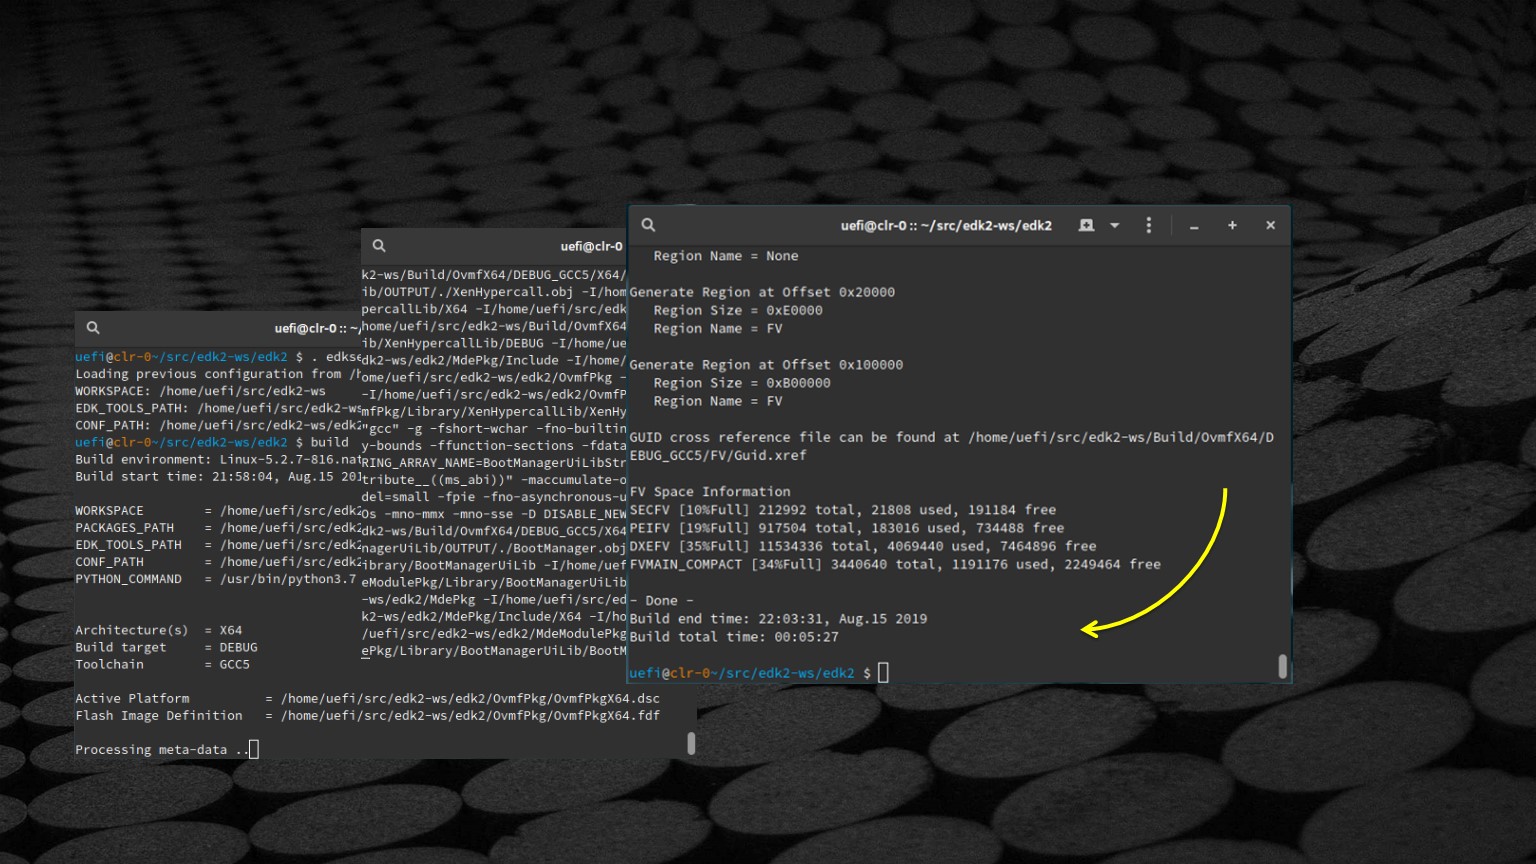 uefi@clr-0 :: ~/
uefi@clr-0~/src/edk2-ws/edk2 $ . edkse
Loading previous configuration from /h
WORKSPACE: /home/uefi/src/edk2-ws
EDK_TOOLS_PATH: /home/uefi/src/edk2-ws
CONF_PATH: /home/uefi/src/edk2-ws/edk2
uefi@clr-0~/src/edk2-ws/edk2 $ build
Build environment: Linux-5.2.7-816.nat
Build start time: 21:58:04, Aug.15 201
WORKSPACE = /home/uefi/src/edk2
PACKAGES_PATH = /home/uefi/src/edk2
EDK_TOOLS_PATH = /home/uefi/src/edk2
CONF_PATH = /home/uefi/src/edk2
PYTHON_COMMAND = /usr/bin/python3.7
Architecture(s) = X64
Build target = DEBUG
Toolchain = GCC5
Active Platform = /home/uefi/src/edk2-ws/edk2/OvmfPkg/OvmfPkgX64.dsc
Flash Image Definition = /home/uefi/src/edk2-ws/edk2/OvmfPkg/OvmfPkgX64.fdf
Processing meta-data ..
uefi@clr-0
k2-ws/Build/OvmfX64/DEBUG_GCC5/X64/
ib/OUTPUT/./XenHypercall.obj -I/hom
percallLib/X64 -I/home/uefi/src/edk
home/uefi/src/edk2-ws/Build/OvmfX64
ib/XenHypercallLib/DEBUG -I/home/ue
dk2-ws/edk2/MdePkg/Include -I/home/
ome/uefi/src/edk2-ws/edk2/OvmfPkg -
-I/home/uefi/src/edk2-ws/edk2/OvmfP
mfPkg/Library/XenHypercallLib/XenHy
"gcc" -g -fshort-wchar -fno-builtin
y-bounds -ffunction-sections -fdata
RING_ARRAY_NAME=BootManagerUiLibStr
tribute__((ms_abi))" -maccumulate-o
del=small -fpie -fno-asynchronous-u
Os -mno-mmx -mno-sse -D DISABLE_NEW
dk2-ws/Build/OvmfX64/DEBUG_GCC5/X64
nagerUiLib/OUTPUT/./BootManager.obj
ibrary/BootManagerUiLib -I/home/uef
eModulePkg/Library/BootManagerUiLib
-ws/edk2/MdePkg -I/home/uefi/src/ed
k2-ws/edk2/MdePkg/Include/X64 -I/ho
/uefi/src/edk2-ws/edk2/MdeModulePkg
ePkg/Library/BootManagerUiLib/BootM
uefi@clr-0 :: ~/src/edk2-ws/edk2
Region Name = None
Generate Region at Offset 0x20000
Region Size = 0xE0000
Region Name = FV
Generate Region at Offset 0x100000
Region Size = 0xB00000
Region Name = FV
GUID cross reference file can be found at /home/uefi/src/edk2-ws/Build/OvmfX64/D
EBUG_GCC5/FV/Guid.xref
FV Space Information
SECFV [10%Full] 212992 total, 21808 used, 191184 free
PEIFV [19%Full] 917504 total, 183016 used, 734488 free
DXEFV [35%Full] 11534336 total, 4069440 used, 7464896 free
FVMAIN_COMPACT [34%Full] 3440640 total, 1191176 used, 2249464 free
- Done -
Build end time: 22:03:31, Aug.15 2019
Build total time: 00:05:27
uefi@clr-0~/src/edk2-ws/edk2 $